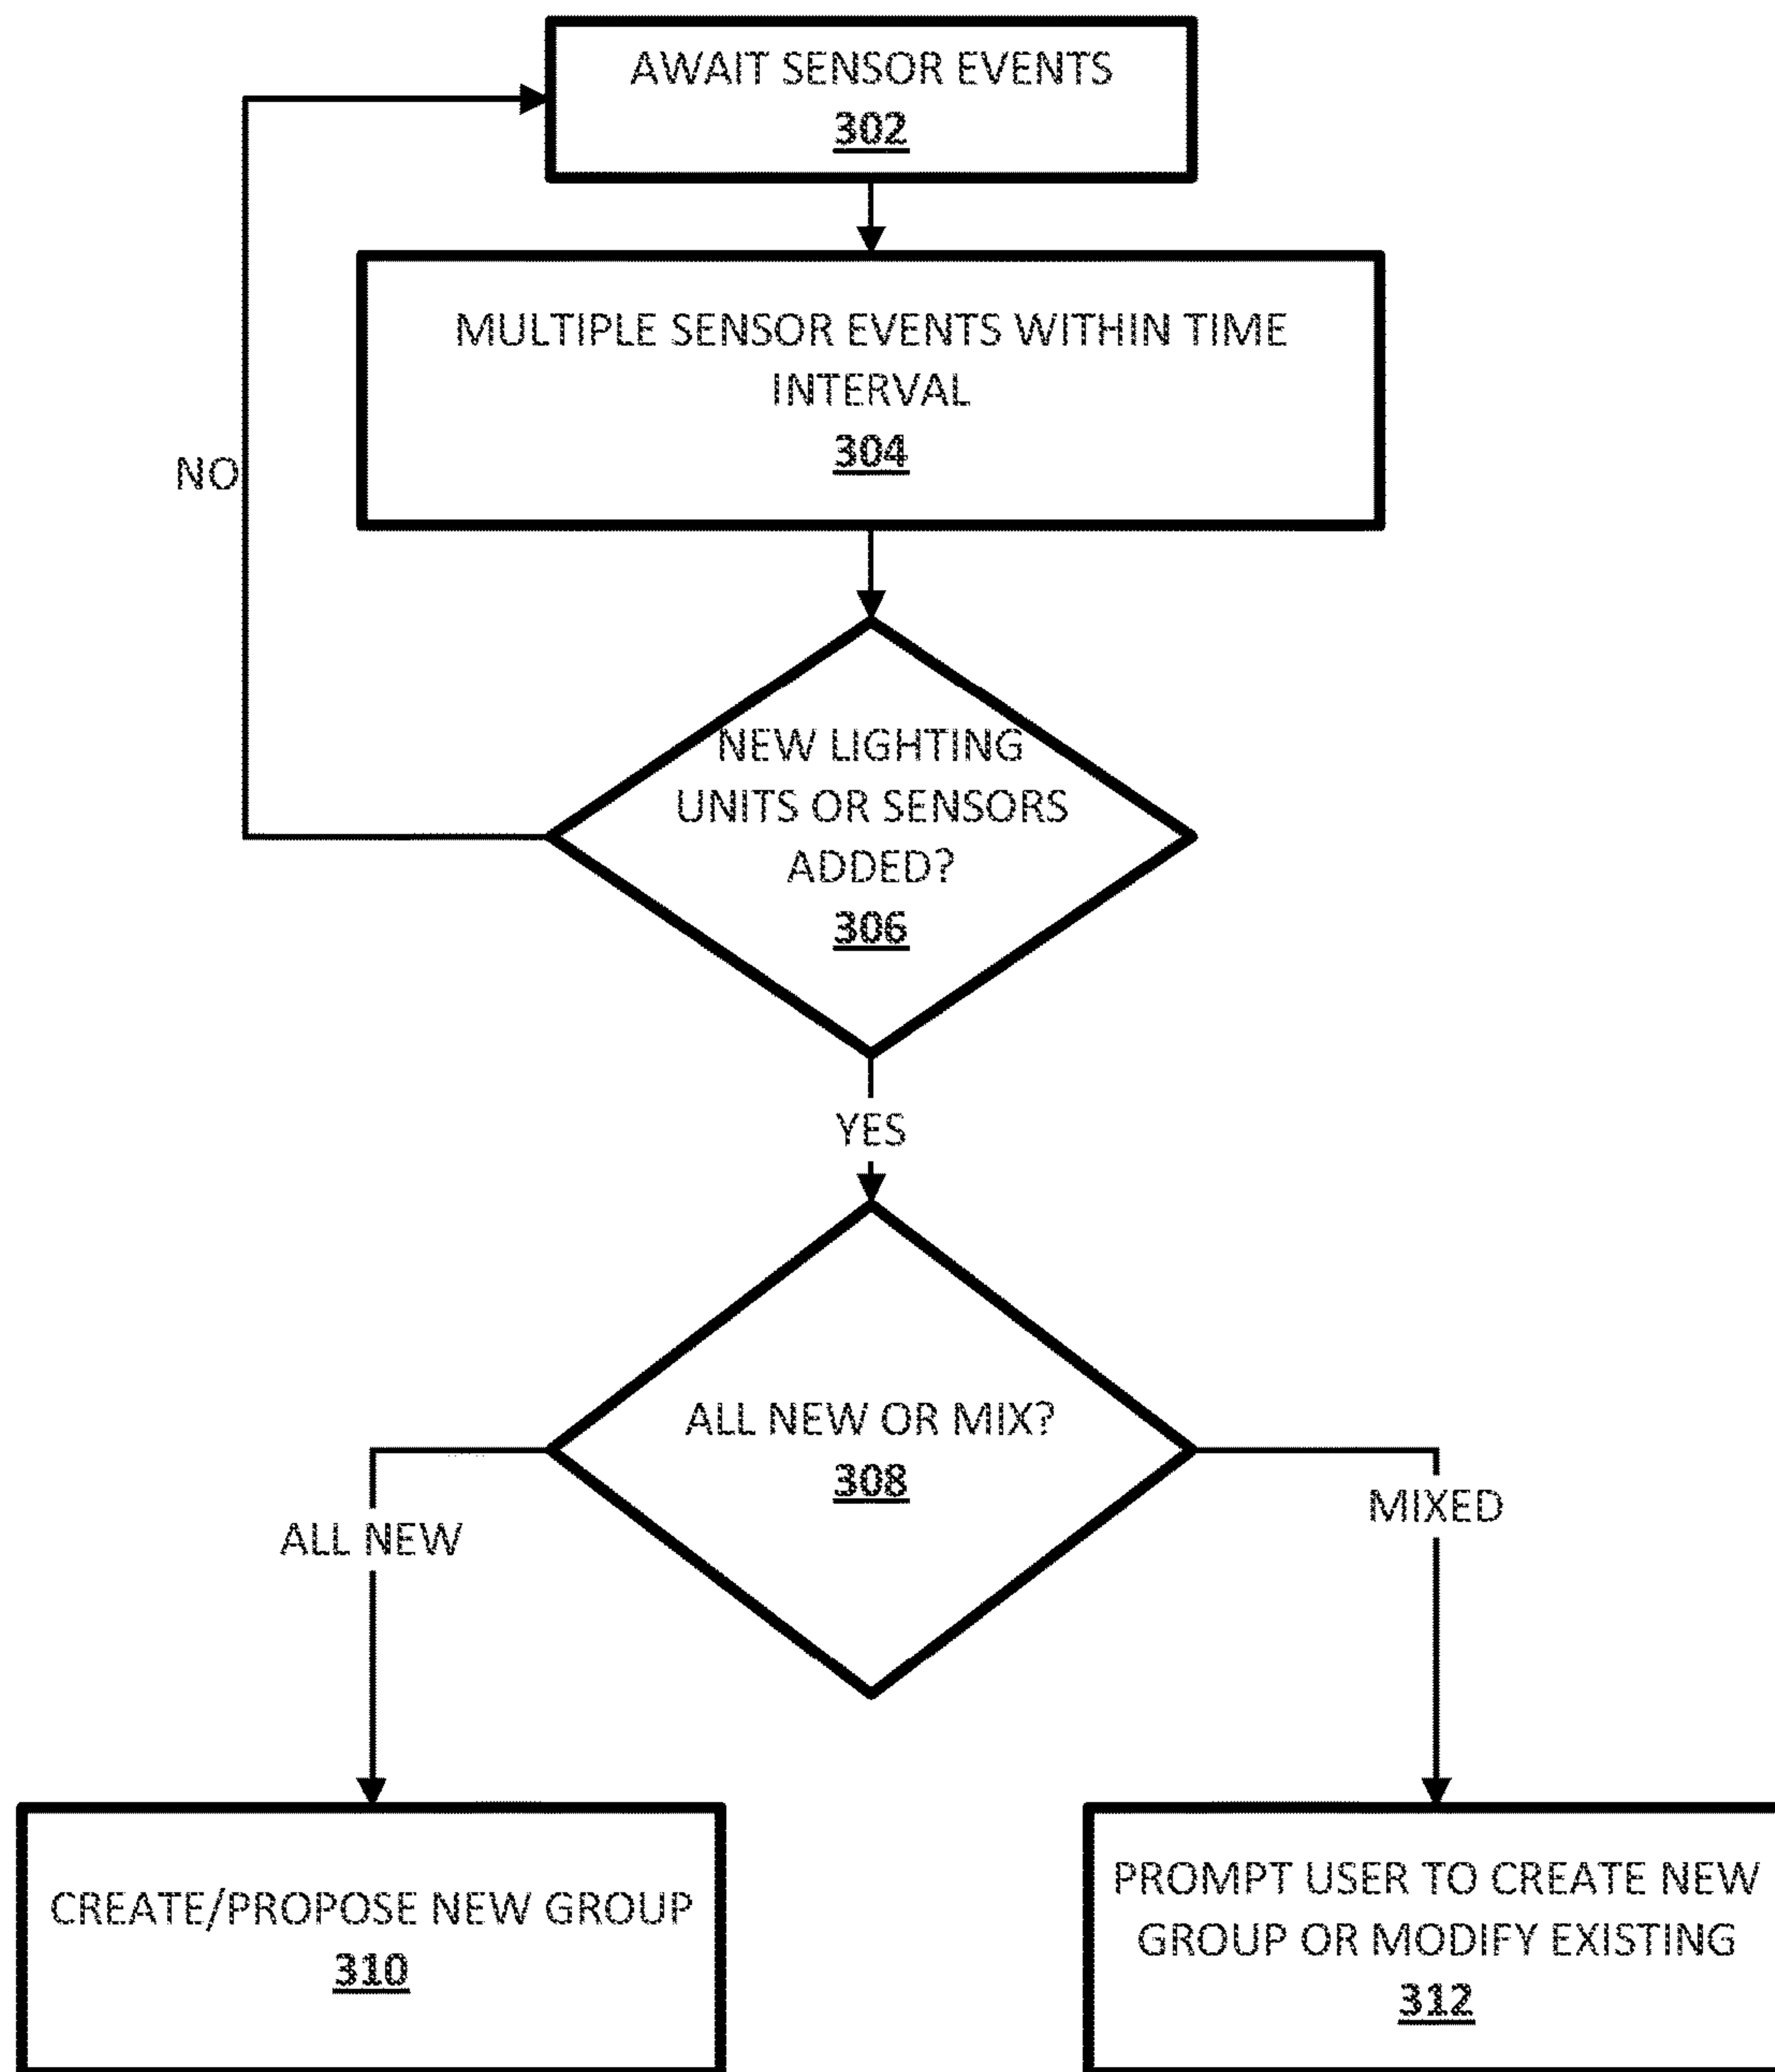 AWAIT SENSOR EVENTS
302
MULTIPLE SENSOR EVENTS WITHIN TIME
INTERVAL
304
NO
NEW LIGHTING
UNITS OR SENSORS
ADDED?
306
YES
ALL NEW OR MIX?
308
ALL NEW
MIXED
CREATE/PROPOSE NEW GROUP
310
PROMPT USER TO CREATE NEW
GROUP OR MODIFY EXISTING
312